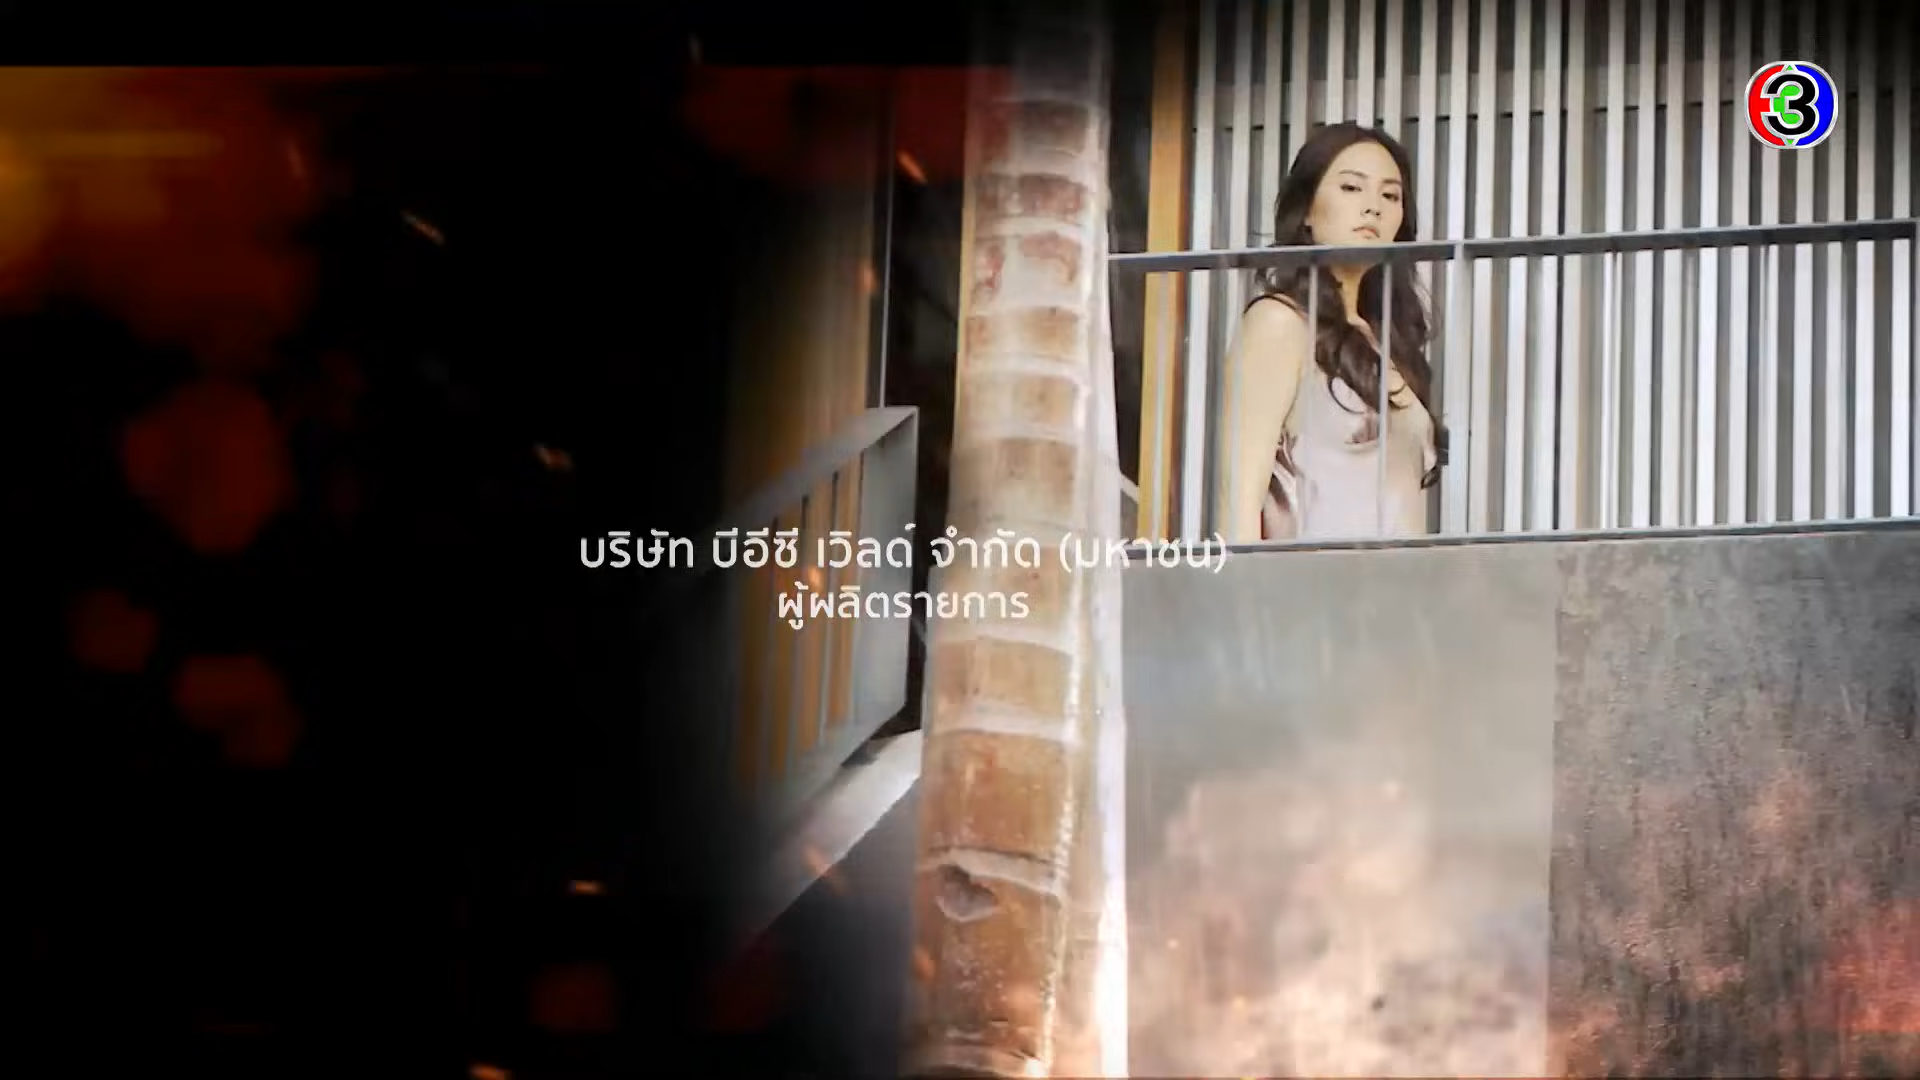 3
บริษัท บีอีซี เวิลด์ จำกัด (มหาชน)
ผู้ผลิตรายการ